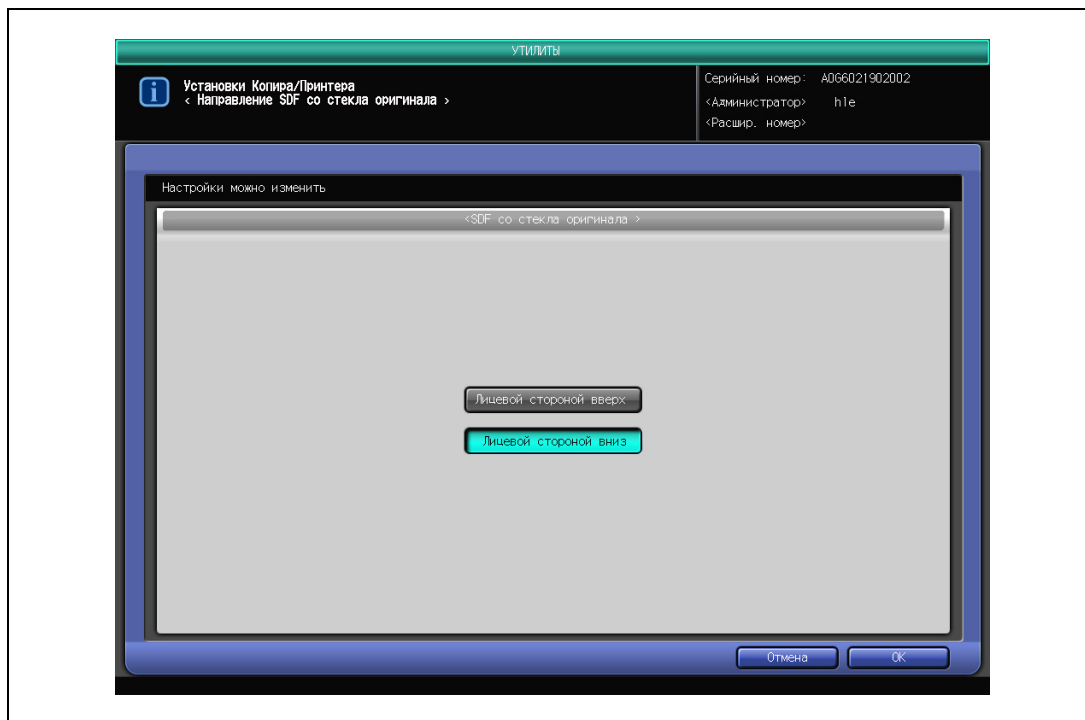 УТИЛИТЫ
Установки Копира/Принтера
< Направление SDF со стекла оригинала >
Серийный номер: A0G6021902002
<Администратор> hle
<Расшир. номер>
Настройки можно изменить
<SDF со стекла оригинала >
Лицевой стороной вверх
Лицевой стороной вниз
Отмена
OK